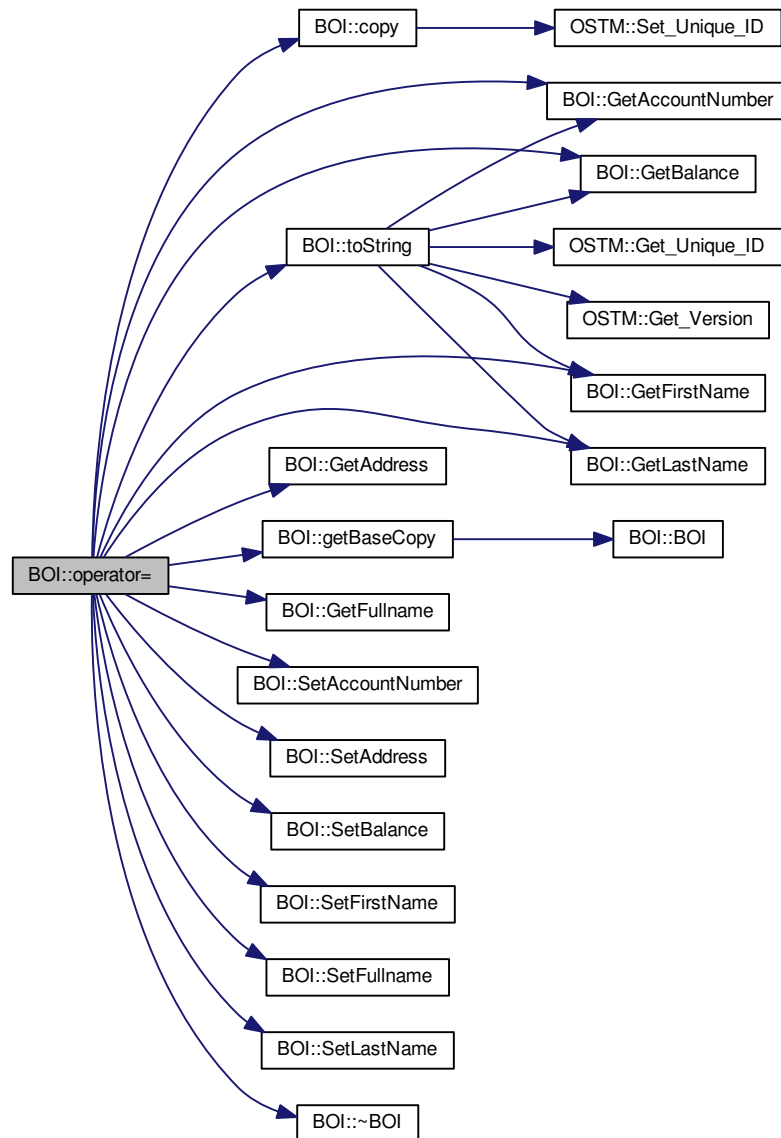 BOI::copy
OSTM::Set_Unique_ID
BOI::GetAccountNumber
BOI::GetBalance
BOI::toString
OSTM::Get_Unique_ID
OSTM::Get_Version
BOI::GetFirstName
BOI::GetLastName
BOI::GetAddress
BOI::getBaseCopy
BOI::BOI
BOI::operator=
BOI::GetFullname
BOI::SetAccountNumber
BOI::SetAddress
BOI::SetBalance
BOI::SetFirstName
BOI::SetFullname
BOI::SetLastName
BOI::~BOI